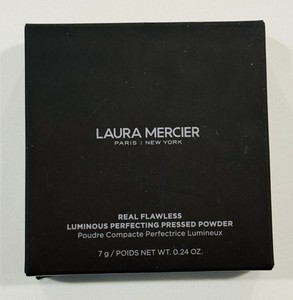 LAURA MERCIER
PARIS | NEW YORK
REAL FLAWLESS
LUMINOUS PERFECTING PRESSED POWDER
Poudre Compacte Perfectrice Lumineux
7 g / POIDS NET WT. 0.24 OZ.